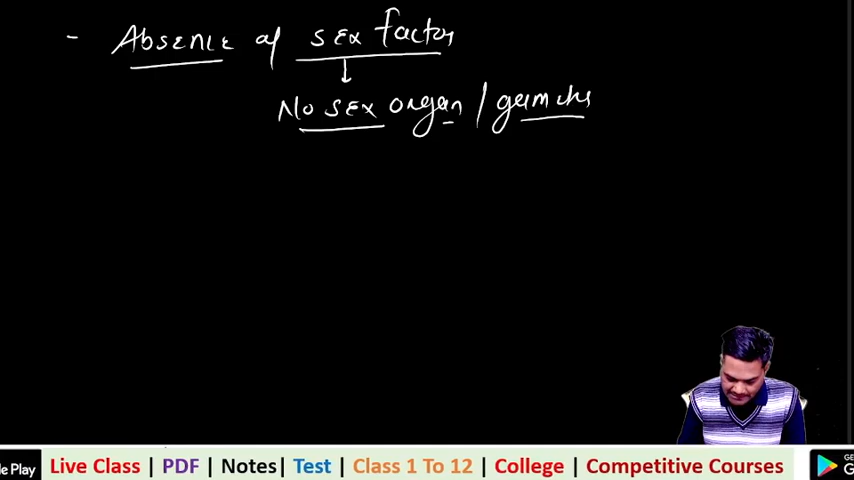 - Absence of sex factor
No sex organ / gametes
le Play
Live Class | PDF | Notes | Test | Class 1 To 12 | College | Competitive Courses
GE
G